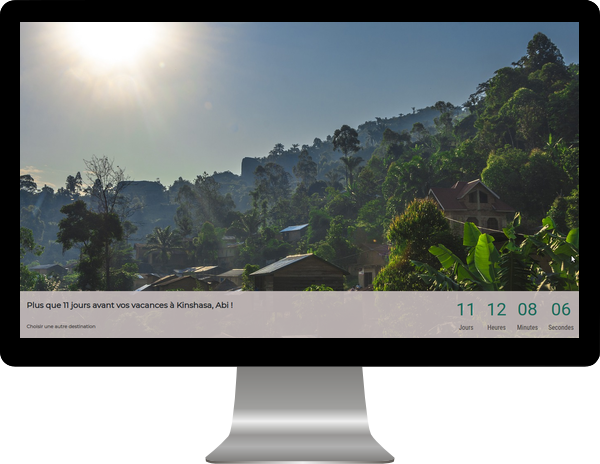 Plus que 11 jours avant vos vacances à Kinshasa, Abi !
Choisir une autre destination
11 12 08 06
Jours Heures Minutes Secondes